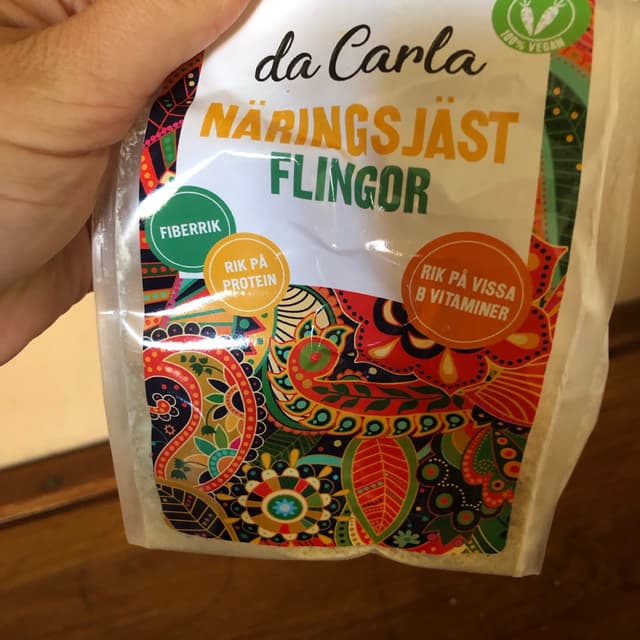 100% VEGAN
da Carla
NÄRINGSJÄST
FLINGOR
FIBERRIK
RIK PÅ
PROTEIN
RIK PÅ VISSA
B VITAMINER